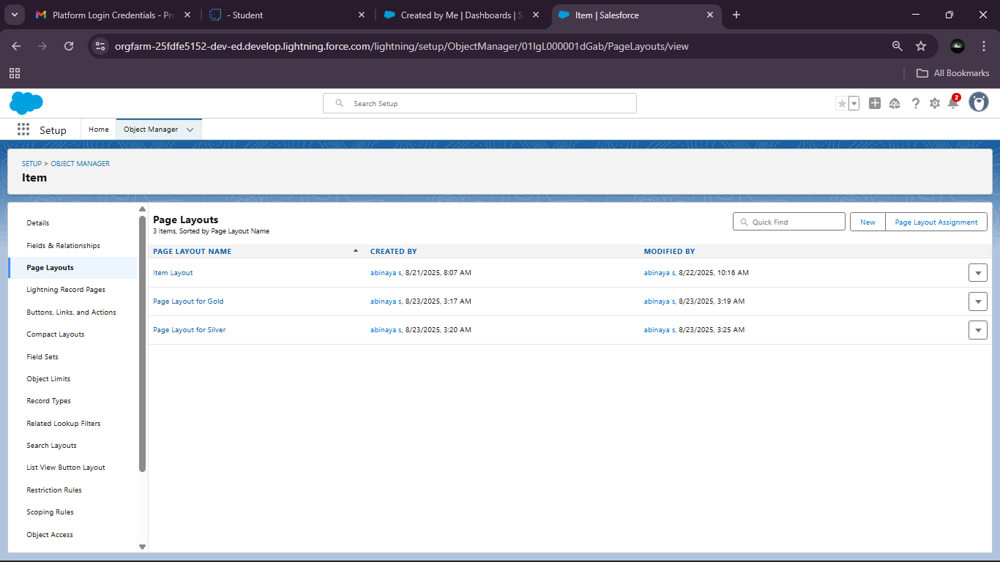 Platform Login Credentials - Pro
- Student
Created by Me | Dashboards | S
Item | Salesforce
orgfarm-25fdfe5152-dev-ed.develop.lightning.force.com/lightning/setup/ObjectManager/01IgL000001dGab/PageLayouts/view
All Bookmarks
Search Setup
2
Setup
Home
Object Manager
SETUP > OBJECT MANAGER
Item
Details
Fields & Relationships
Page Layouts
Lightning Record Pages
Buttons, Links, and Actions
Compact Layouts
Field Sets
Object Limits
Record Types
Related Lookup Filters
Search Layouts
List View Button Layout
Restriction Rules
Scoping Rules
Object Access
Page Layouts
3 Items, Sorted by Page Layout Name
Quick Find
New
Page Layout Assignment
PAGE LAYOUT NAME CREATED BY MODIFIED BY
Item Layout abinaya s, 8/21/2025, 8:07 AM abinaya s, 8/22/2025, 10:16 AM
Page Layout for Gold abinaya s, 8/23/2025, 3:17 AM abinaya s, 8/23/2025, 3:19 AM
Page Layout for Silver abinaya s, 8/23/2025, 3:20 AM abinaya s, 8/23/2025, 3:25 AM